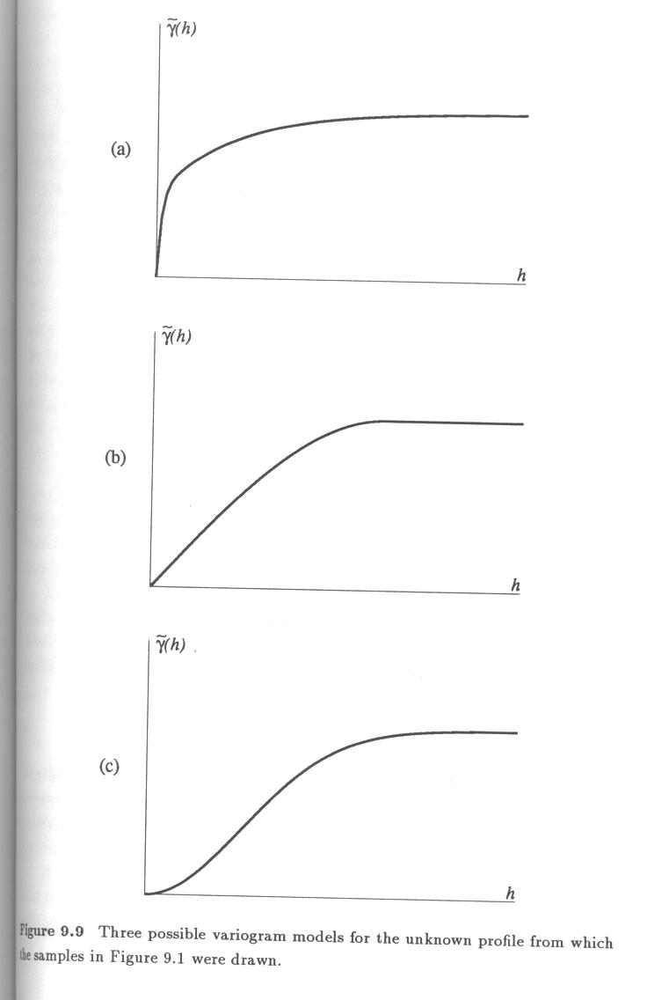 γ̃(h)
(a)
h
γ̃(h)
(b)
h
γ̃(h)
(c)
h
Figure 9.9 Three possible variogram models for the unknown profile from which
the samples in Figure 9.1 were drawn.